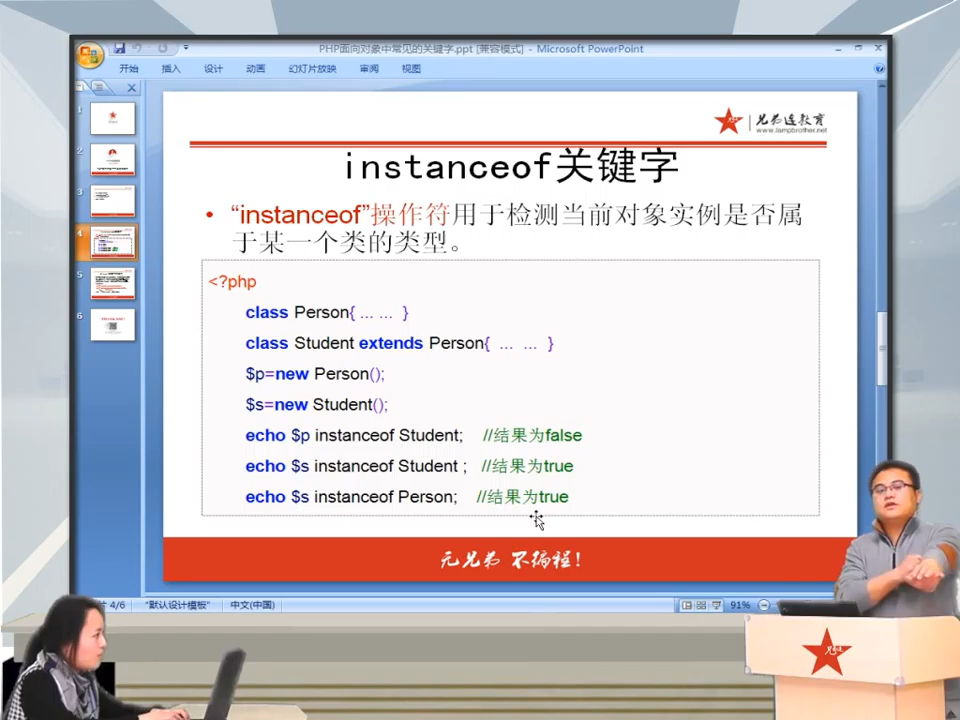 PHP面向对象中常见的关键字.ppt [兼容模式] - Microsoft PowerPoint
开始 插入 设计 动画 幻灯片放映 审阅 视图
兄弟连教育
www.lampbrother.net
instanceof关键字
• “instanceof”操作符用于检测当前对象实例是否属
于某一个类的类型。
<?php
class Person{ ... ... }
class Student extends Person{ ... ... }
$p=new Person();
$s=new Student();
echo $p instanceof Student; //结果为false
echo $s instanceof Student ; //结果为true
echo $s instanceof Person; //结果为true
无兄弟 不编程!
1
2
3
4
5
6
4/6 "默认设计模板" 中文(中国) 91%